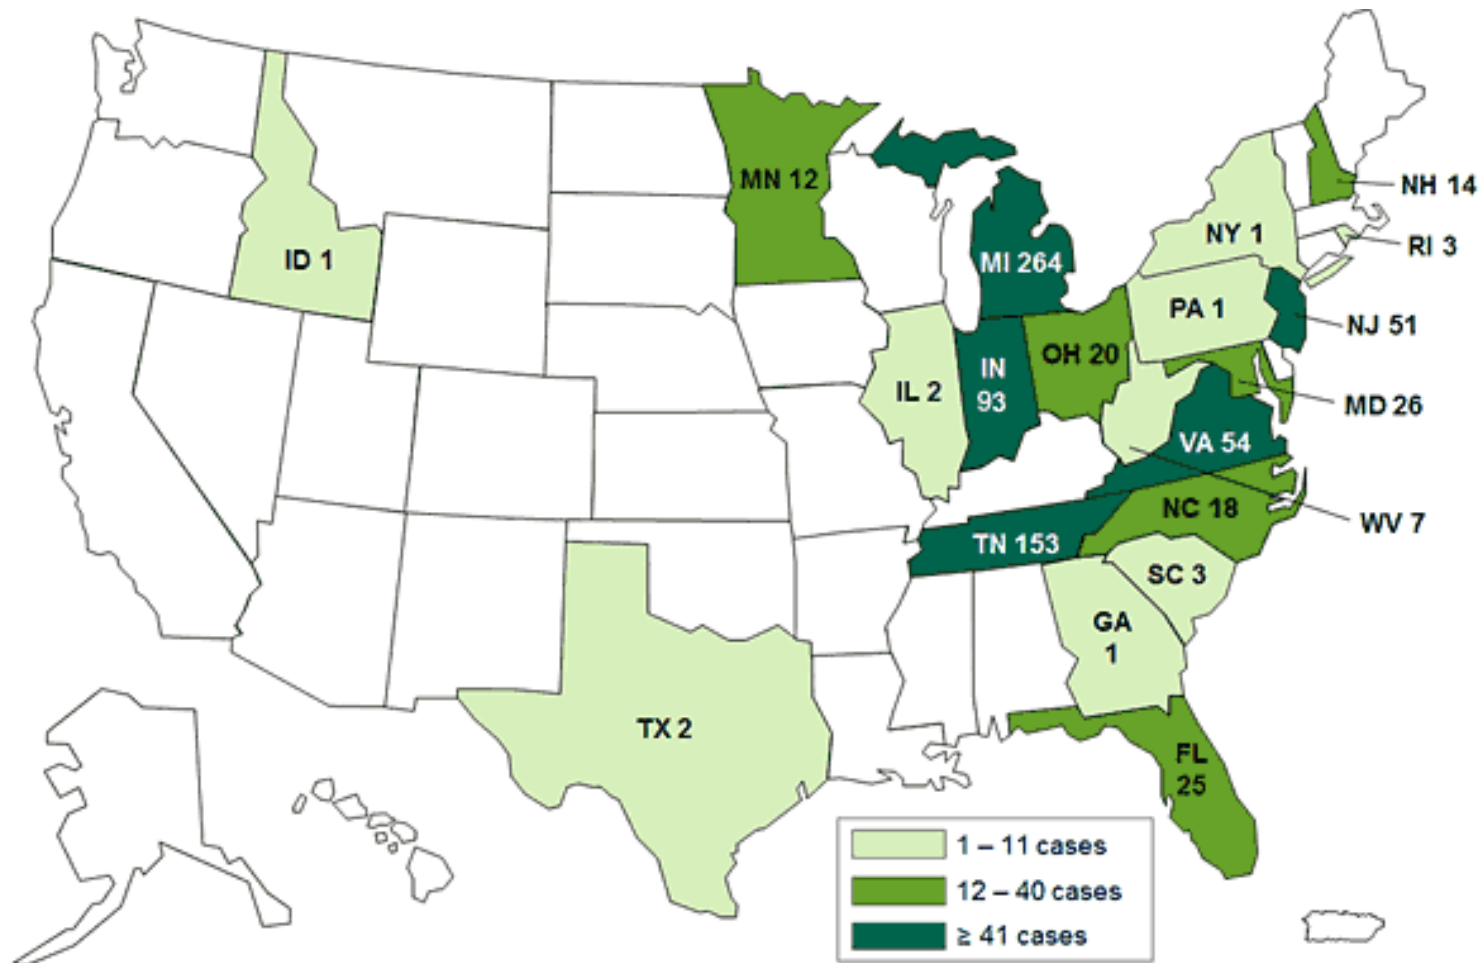 MN 12
NH 14
NY 1
RI 3
ID 1
MI 264
PA 1
NJ 51
OH 20
IN
93
IL 2
MD 26
VA 54
NC 18
WV 7
TN 153
SC 3
GA
1
TX 2
FL
25
1 – 11 cases
12 – 40 cases
≥ 41 cases